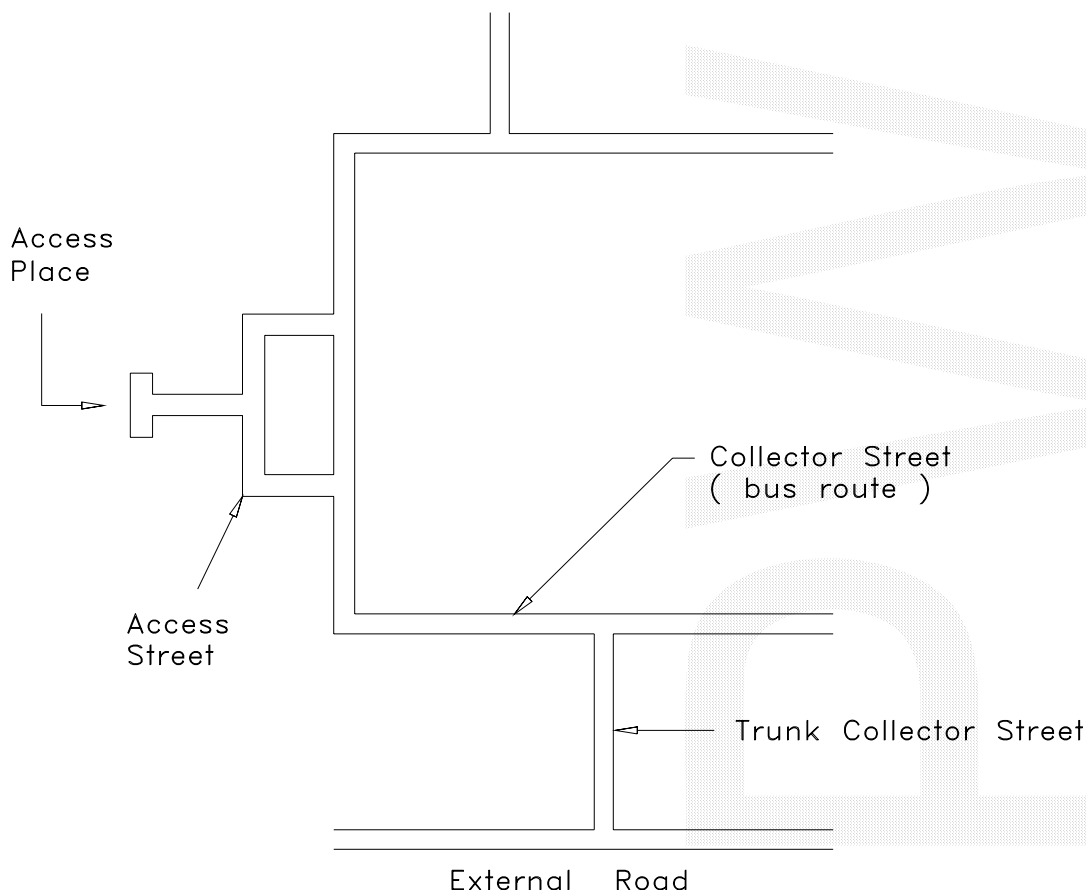 Access
Place
Collector Street
( bus route )
Access
Street
Trunk Collector Street
External Road